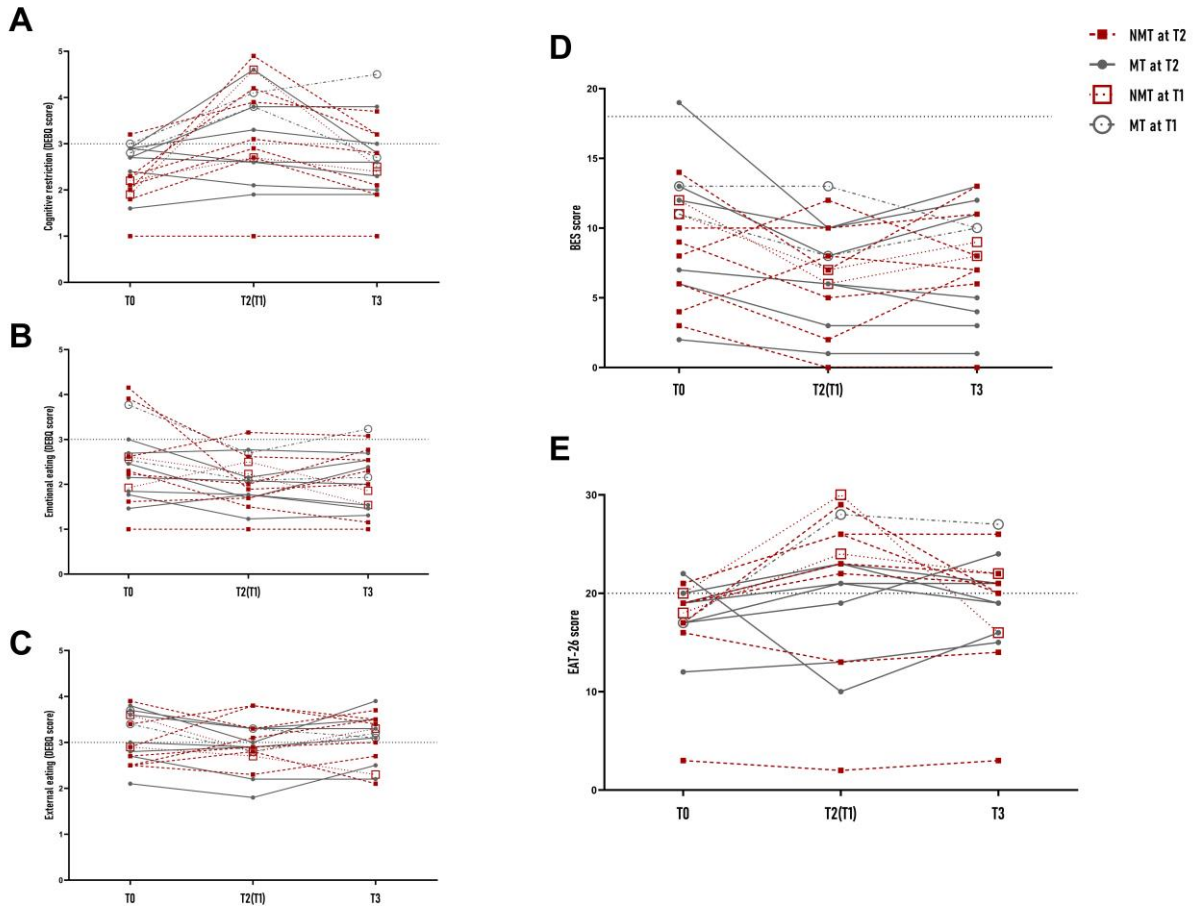 A
Cognitive restriction (DEBQ score)
5
4
3
2
1
0
T0
T2(T1)
T3
B
Emotional eating (DEBQ score)
5
4
3
2
1
0
T0
T2(T1)
T3
C
External eating (DEBQ score)
5
4
3
2
1
0
T0
T2(T1)
T3
D
BES score
20
15
10
5
0
T0
T2(T1)
T3
NMT at T2
MT at T2
NMT at T1
MT at T1
E
EAT-26 score
30
20
10
0
T0
T2(T1)
T3